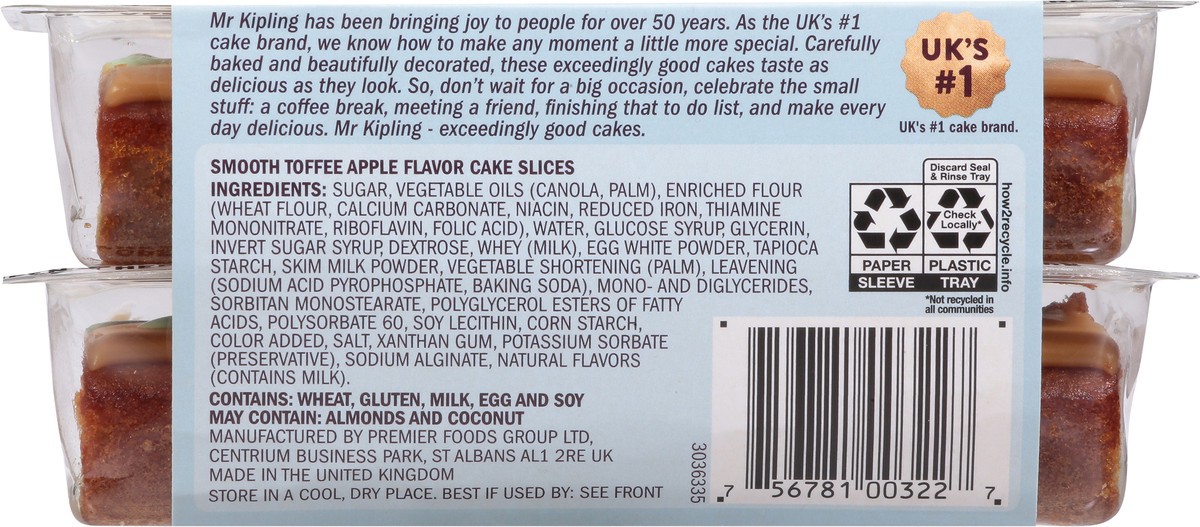 Mr Kipling has been bringing joy to people for over 50 years. As the UK's #1
cake brand, we know how to make any moment a little more special. Carefully
baked and beautifully decorated, these exceedingly good cakes taste as
delicious as they look. So, don't wait for a big occasion, celebrate the small
stuff: a coffee break, meeting a friend, finishing that to do list, and make every
day delicious. Mr Kipling - exceedingly good cakes.
UK'S
#1
UK's #1 cake brand.
SMOOTH TOFFEE APPLE FLAVOR CAKE SLICES
INGREDIENTS: SUGAR, VEGETABLE OILS (CANOLA, PALM), ENRICHED FLOUR
(WHEAT FLOUR, CALCIUM CARBONATE, NIACIN, REDUCED IRON, THIAMINE
MONONITRATE, RIBOFLAVIN, FOLIC ACID), WATER, GLUCOSE SYRUP, GLYCERIN,
INVERT SUGAR SYRUP, DEXTROSE, WHEY (MILK), EGG WHITE POWDER, TAPIOCA
STARCH, SKIM MILK POWDER, VEGETABLE SHORTENING (PALM), LEAVENING
(SODIUM ACID PYROPHOSPHATE, BAKING SODA), MONO- AND DIGLYCERIDES,
SORBITAN MONOSTEARATE, POLYGLYCEROL ESTERS OF FATTY
ACIDS, POLYSORBATE 60, SOY LECITHIN, CORN STARCH,
COLOR ADDED, SALT, XANTHAN GUM, POTASSIUM SORBATE
(PRESERVATIVE), SODIUM ALGINATE, NATURAL FLAVORS
(CONTAINS MILK).
CONTAINS: WHEAT, GLUTEN, MILK, EGG AND SOY
MAY CONTAIN: ALMONDS AND COCONUT
MANUFACTURED BY PREMIER FOODS GROUP LTD,
CENTRIUM BUSINESS PARK, ST ALBANS AL1 2RE UK
MADE IN THE UNITED KINGDOM
STORE IN A COOL, DRY PLACE. BEST IF USED BY: SEE FRONT
Discard Seal
& Rinse Tray
Check
Locally*
PAPER
SLEEVE
PLASTIC
TRAY
how2recycle.info
*Not recycled in
all communities
3036335
7 56781 00322 7